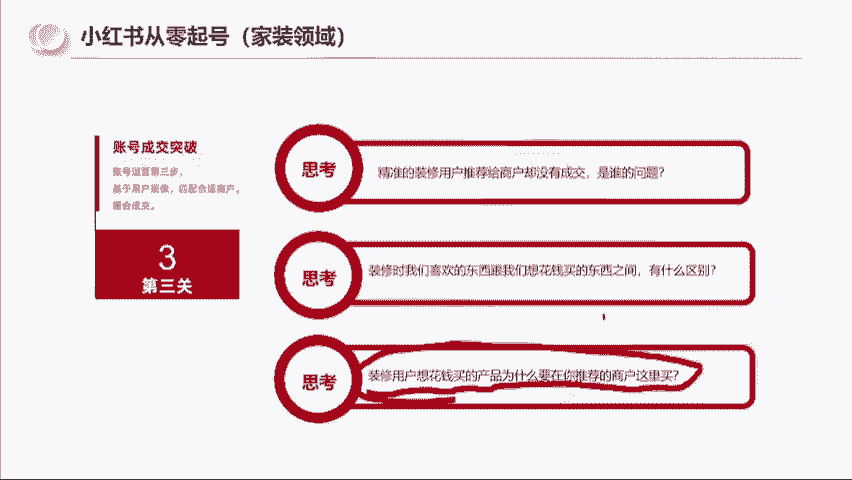 小红书从零起号（家装领域）
账号成交突破
账号运营第三步，
基于用户来源，匹配合适商户，
撮合成交。
3
第三关
思考
精准的装修用户推荐给商户却没有成交，是谁的问题？
思考
装修时我们喜欢的东西跟我们想花钱买的东西之间，有什么区别？
思考
装修用户想花钱买的产品为什么要在你推荐的商户这里买？